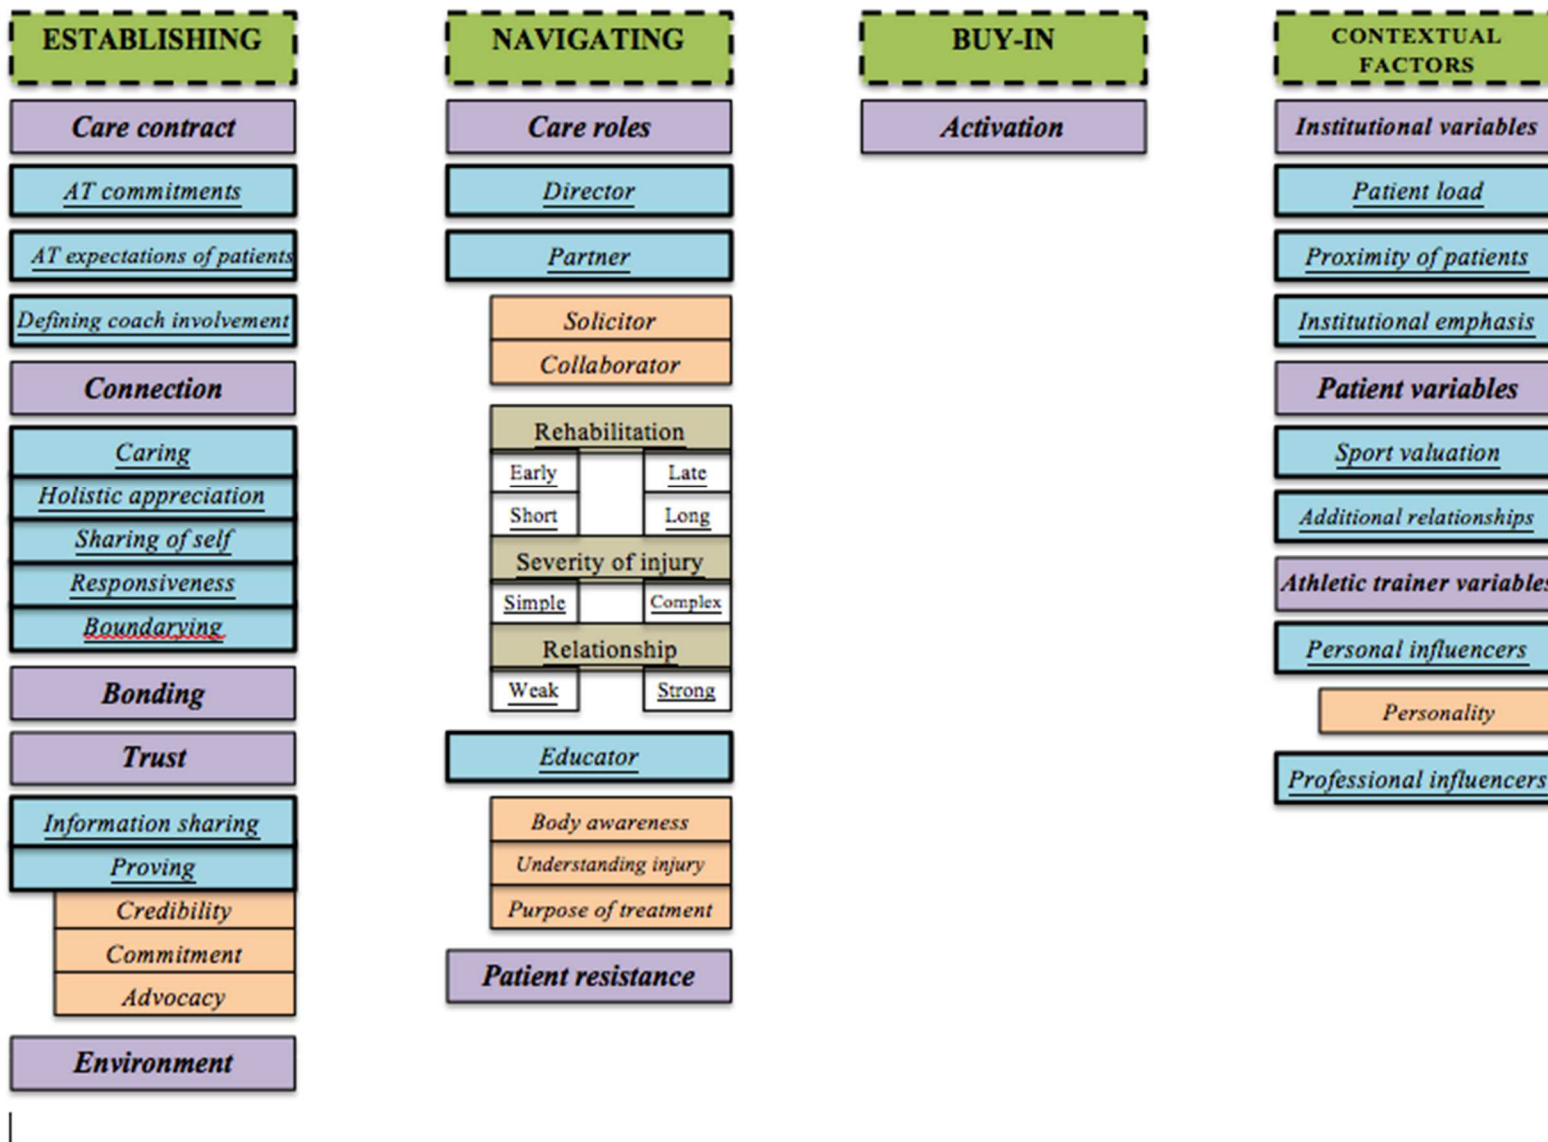 ESTABLISHING
Care contract
AT commitments
AT expectations of patients
Defining coach involvement
Connection
Caring
Holistic appreciation
Sharing of self
Responsiveness
Boundarying
Bonding
Trust
Information sharing
Proving
Credibility
Commitment
Advocacy
Environment
NAVIGATING
Care roles
Director
Partner
Solicitor
Collaborator
Rehabilitation
Early Late
Short Long
Severity of injury
Simple Complex
Relationship
Weak Strong
Educator
Body awareness
Understanding injury
Purpose of treatment
Patient resistance
BUY-IN
Activation
CONTEXTUAL
FACTORS
Institutional variables
Patient load
Proximity of patients
Institutional emphasis
Patient variables
Sport valuation
Additional relationships
Athletic trainer variables
Personal influencers
Personality
Professional influencers